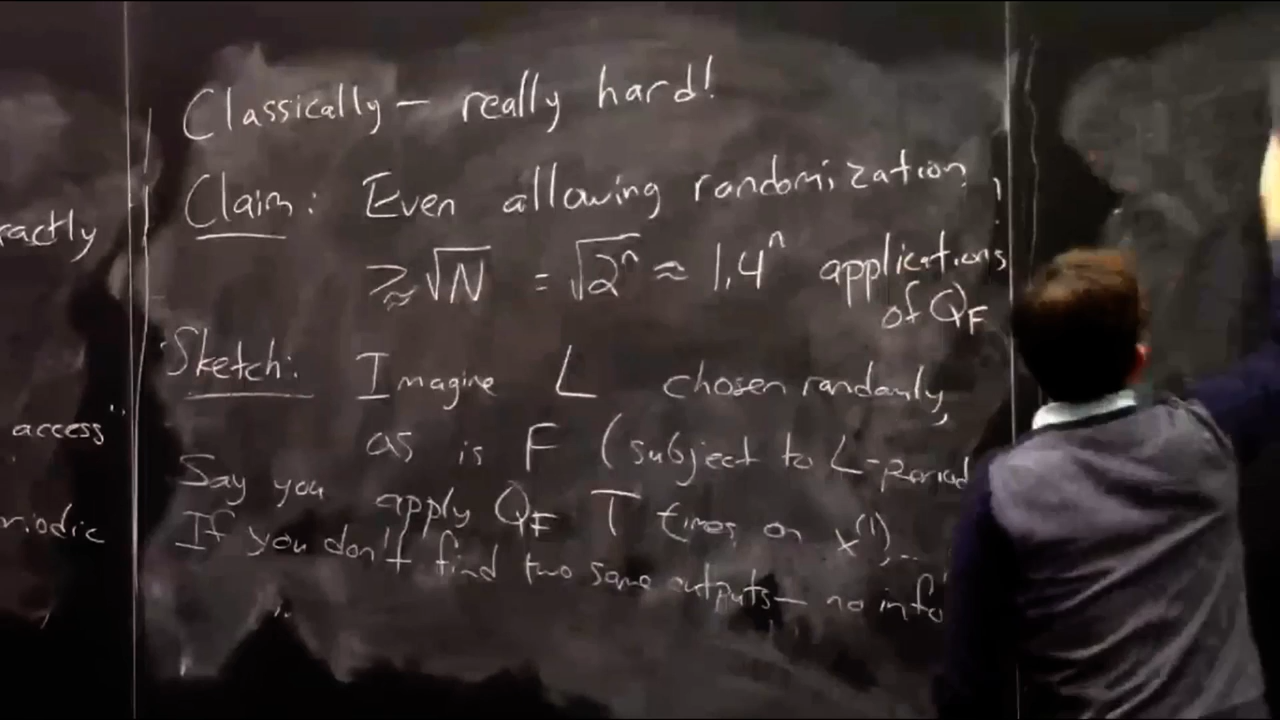 Classically – really hard!
Claim: Even allowing randomization,
≳ √N = √2ⁿ ≈ 1.4ⁿ applications
of Q_F
Sketch: Imagine L chosen randomly,
as is F (subject to L-period
Say you apply Q_F T times on x⁽¹⁾, ...
If you don't find two same outputs – no info
ractly
access"
riodic